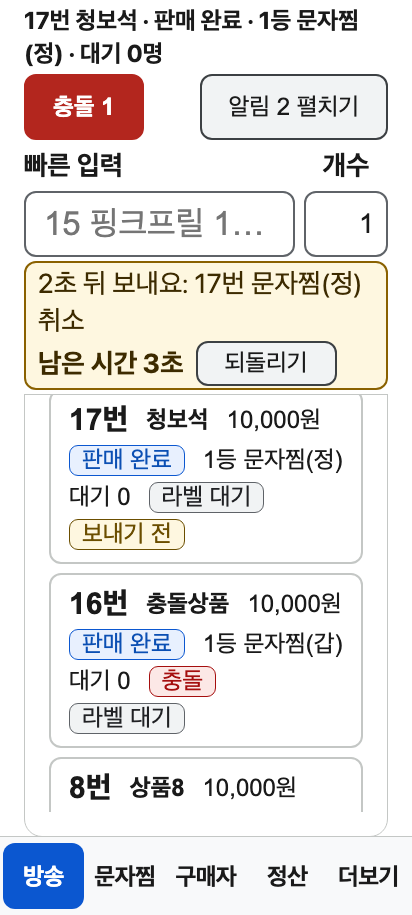 17번 청보석 · 판매 완료 · 1등 문자찜
(정) · 대기 0명
충돌 1
알림 2 펼치기
빠른 입력
개수
15 핑크프릴 1...
1
2초 뒤 보내요: 17번 문자찜(정)
취소
남은 시간 3초
되돌리기
17번 청보석 10,000원
판매 완료 1등 문자찜(정)
대기 0 라벨 대기
보내기 전
16번 충돌상품 10,000원
판매 완료 1등 문자찜(갑)
대기 0 충돌
라벨 대기
8번 상품8 10,000원
방송 문자찜 구매자 정산 더보기